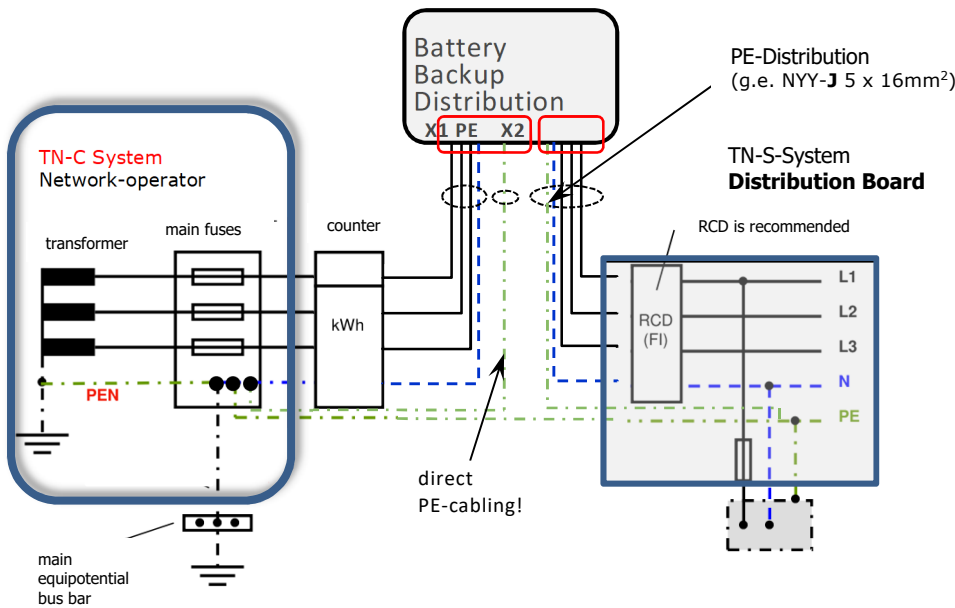 Battery
Backup
Distribution
X1 PE X2
PE-Distribution
(g.e. NYY-J 5 x 16mm²)
TN-C System
Network-operator
TN-S-System
Distribution Board
transformer
main fuses
counter
RCD is recommended
kWh
RCD
(FI)
L1
L2
L3
N
PE
PEN
direct
PE-cabling!
main
equipotential
bus bar